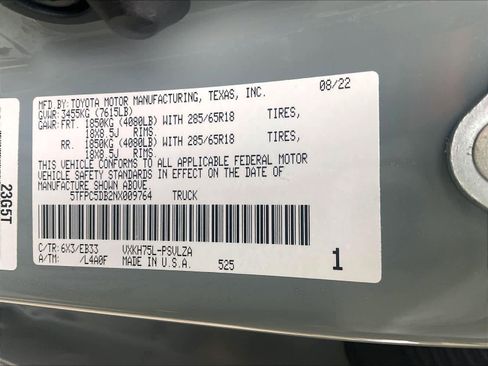 MFD.BY: TOYOTA MOTOR MANUFACTURING, TEXAS, INC. 08/22
GVWR: 3455KG (7615LB)
GAWR: FRT. 1850KG (4080LB) WITH 285/65R18 TIRES,
18X8.5J RIMS.
RR. 1850KG (4080LB) WITH 285/65R18 TIRES,
18X8.5J RIMS.
THIS VEHICLE CONFORMS TO ALL APPLICABLE FEDERAL MOTOR
VEHICLE SAFETY STANDARDS IN EFFECT ON THE DATE OF
MANUFACTURE SHOWN ABOVE.
5TFPC5DB2NX009764 TRUCK
C/TR: 6X3/EB33 VXKH75L-PSVLZA
A/TM: /L4A0F MADE IN U.S.A. 525 1
23G5T